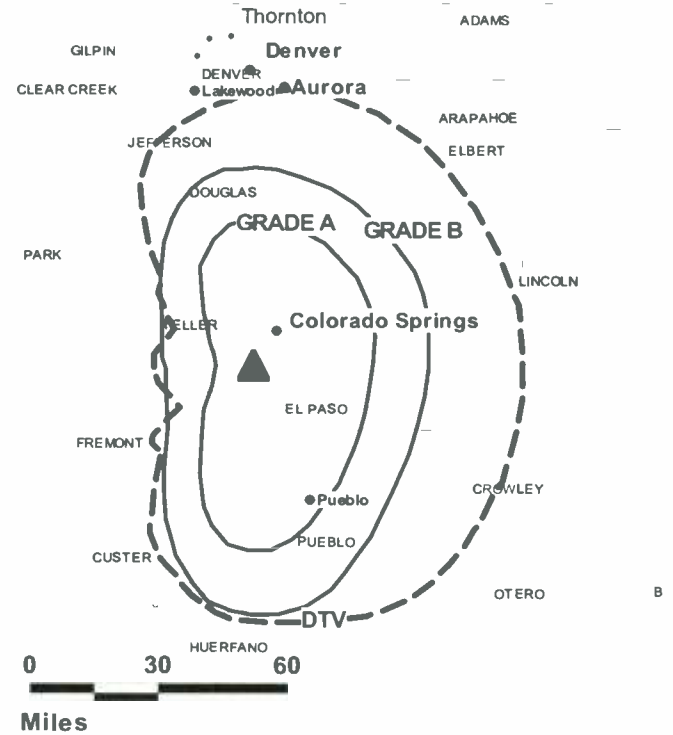 Thornton
ADAMS
GILPIN
Denver
DENVER
CLEAR CREEK
Lakewood
Aurora
ARAPAHOE
JEFFERSON
ELBERT
DOUGLAS
GRADE A
GRADE B
PARK
LINCOLN
TELLER
Colorado Springs
EL PASO
FREMONT
CROWLEY
Pueblo
PUEBLO
CUSTER
OTERO
B
DTV
HUERFANO
0 30 60
Miles